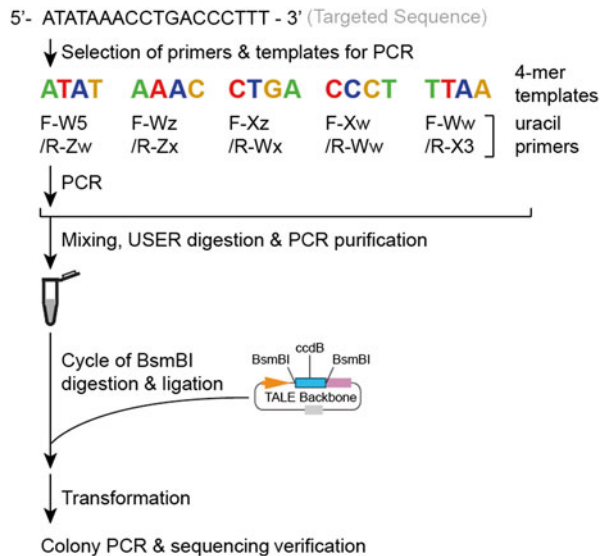 5'- ATATAAACCTGACCCTTT - 3' (Targeted Sequence)
Selection of primers & templates for PCR
ATAT AAAC CTGA CCCT TTAA 4-mer templates
F-W5 F-Wz F-Xz F-Xw F-Ww uracil
/R-Zw /R-Zx /R-Wx /R-Ww /R-X3 primers
PCR
Mixing, USER digestion & PCR purification
ccdB
BsmBI BsmBI
Cycle of BsmBI
digestion & ligation
TALE Backbone
Transformation
Colony PCR & sequencing verification